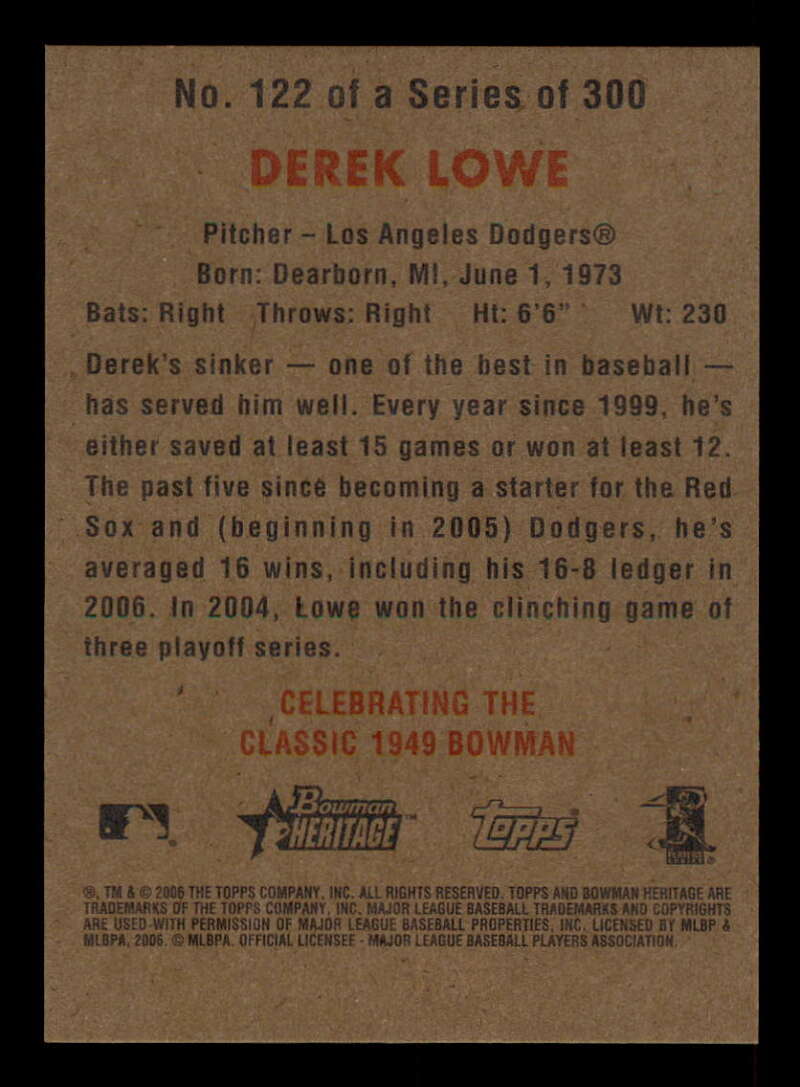 No. 122 of a Series of 300
DEREK LOWE
Pitcher – Los Angeles Dodgers®
Born: Dearborn, MI, June 1, 1973
Bats: Right Throws: Right Ht: 6'6" Wt: 230
Derek's sinker — one of the best in baseball —
has served him well. Every year since 1999, he's
either saved at least 15 games or won at least 12.
The past five since becoming a starter for the Red
Sox and (beginning in 2005) Dodgers, he's
averaged 16 wins, including his 16-8 ledger in
2006. In 2004, Lowe won the clinching game of
three playoff series.
CELEBRATING THE
CLASSIC 1949 BOWMAN
Bowman
HERITAGE™
Topps®
®, TM & © 2006 THE TOPPS COMPANY, INC. ALL RIGHTS RESERVED. TOPPS AND BOWMAN HERITAGE ARE
TRADEMARKS OF THE TOPPS COMPANY, INC. MAJOR LEAGUE BASEBALL TRADEMARKS AND COPYRIGHTS
ARE USED WITH PERMISSION OF MAJOR LEAGUE BASEBALL PROPERTIES, INC. LICENSED BY MLBP &
MLBPA, 2006. © MLBPA. OFFICIAL LICENSEE - MAJOR LEAGUE BASEBALL PLAYERS ASSOCIATION.